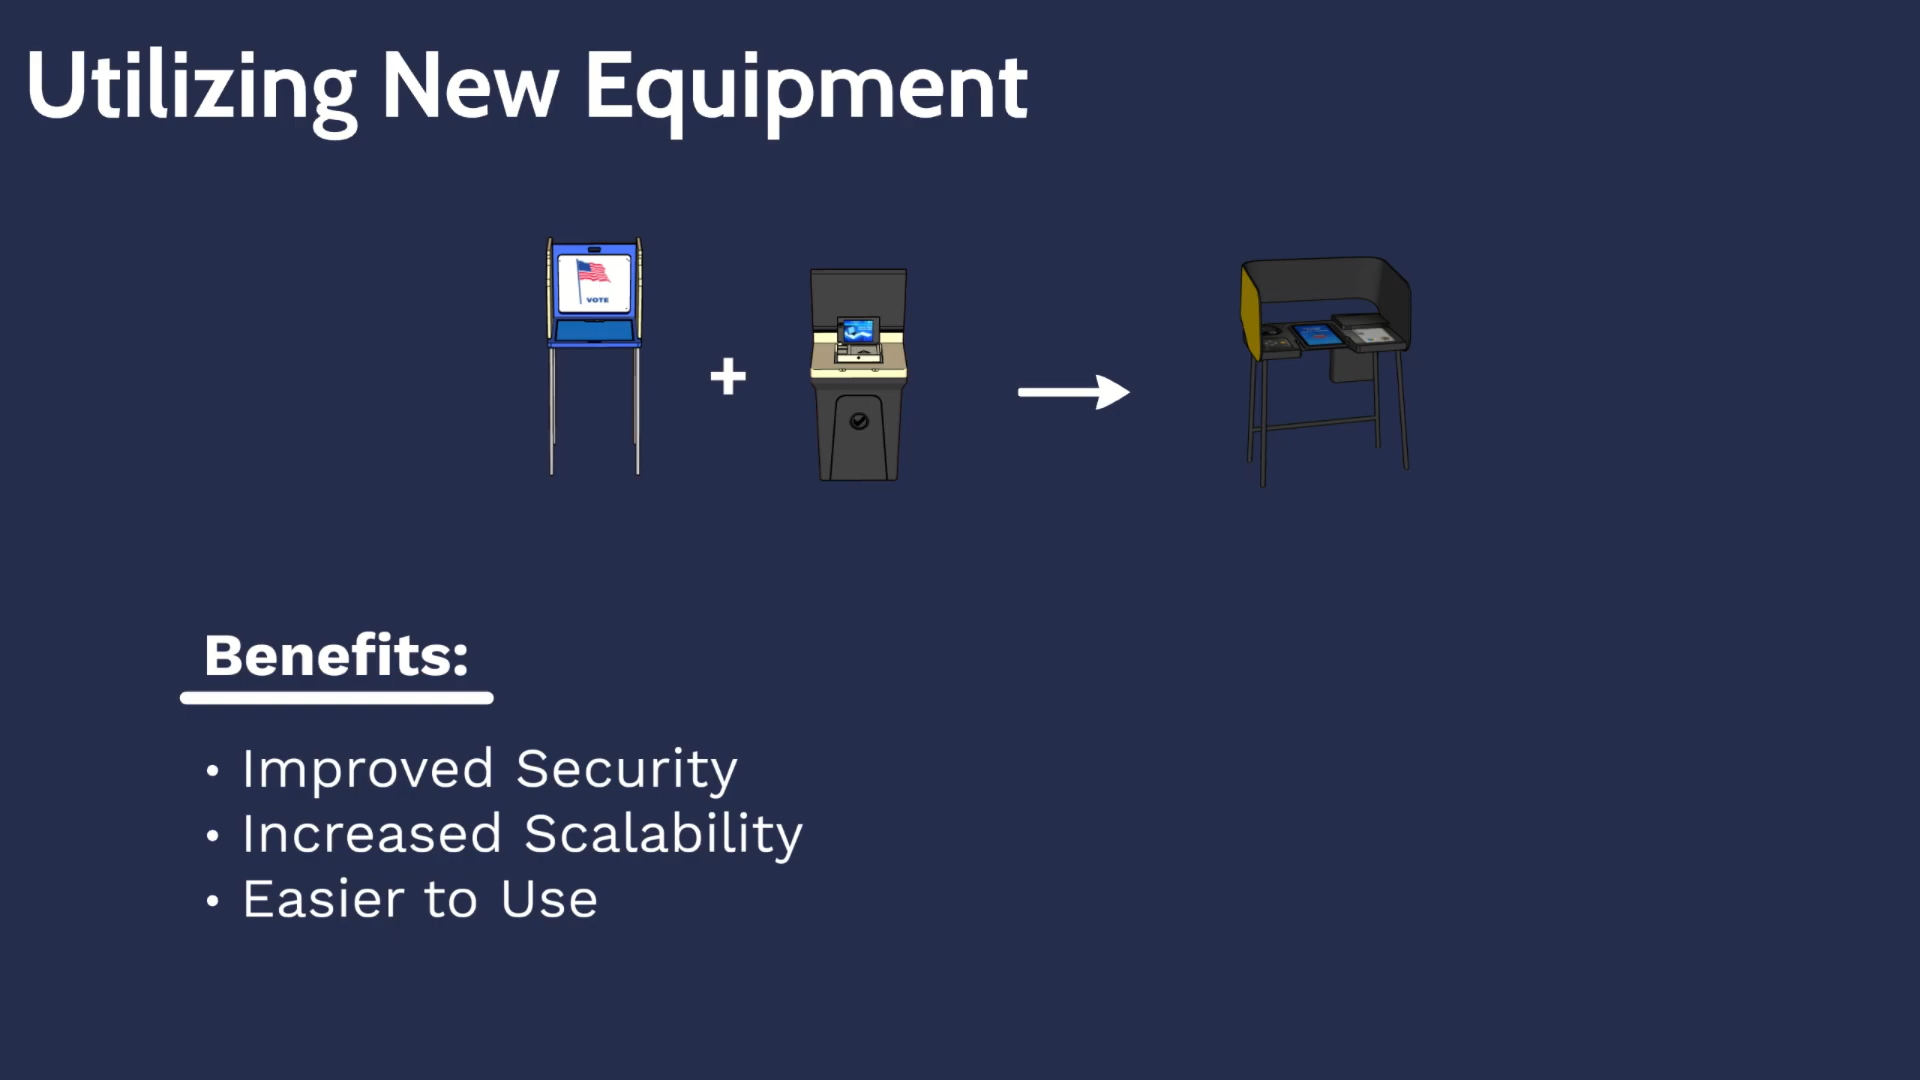 Utilizing New Equipment
VOTE
+
Benefits:
• Improved Security
• Increased Scalability
• Easier to Use